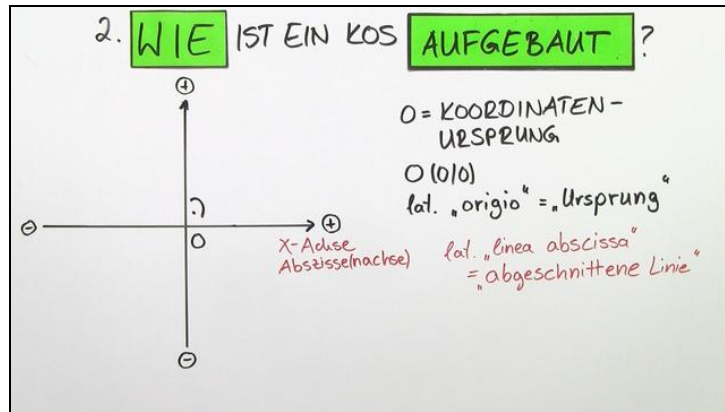 2. WIE IST EIN KOS AUFGEBAUT?
+
O = KOORDINATEN-
URSPRUNG
O (0/0)
lat. „origio“ = „Ursprung“
- +
O
X-Achse
Abszisse(nachse)
lat. „linea abscissa“
= „abgeschnittene Linie“
-